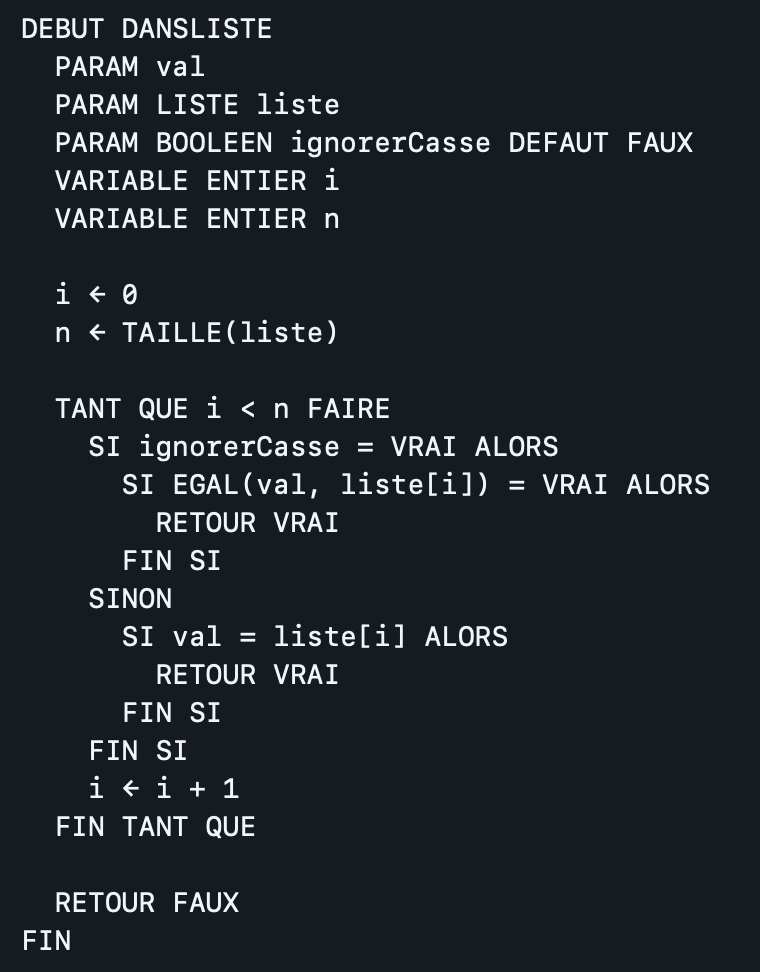 DEBUT DANSLISTE
  PARAM val
  PARAM LISTE liste
  PARAM BOOLEEN ignorerCasse DEFAUT FAUX
  VARIABLE ENTIER i
  VARIABLE ENTIER n

  i ← 0
  n ← TAILLE(liste)

  TANT QUE i < n FAIRE
    SI ignorerCasse = VRAI ALORS
      SI EGAL(val, liste[i]) = VRAI ALORS
        RETOUR VRAI
      FIN SI
    SINON
      SI val = liste[i] ALORS
        RETOUR VRAI
      FIN SI
    FIN SI
    i ← i + 1
  FIN TANT QUE

  RETOUR FAUX
FIN